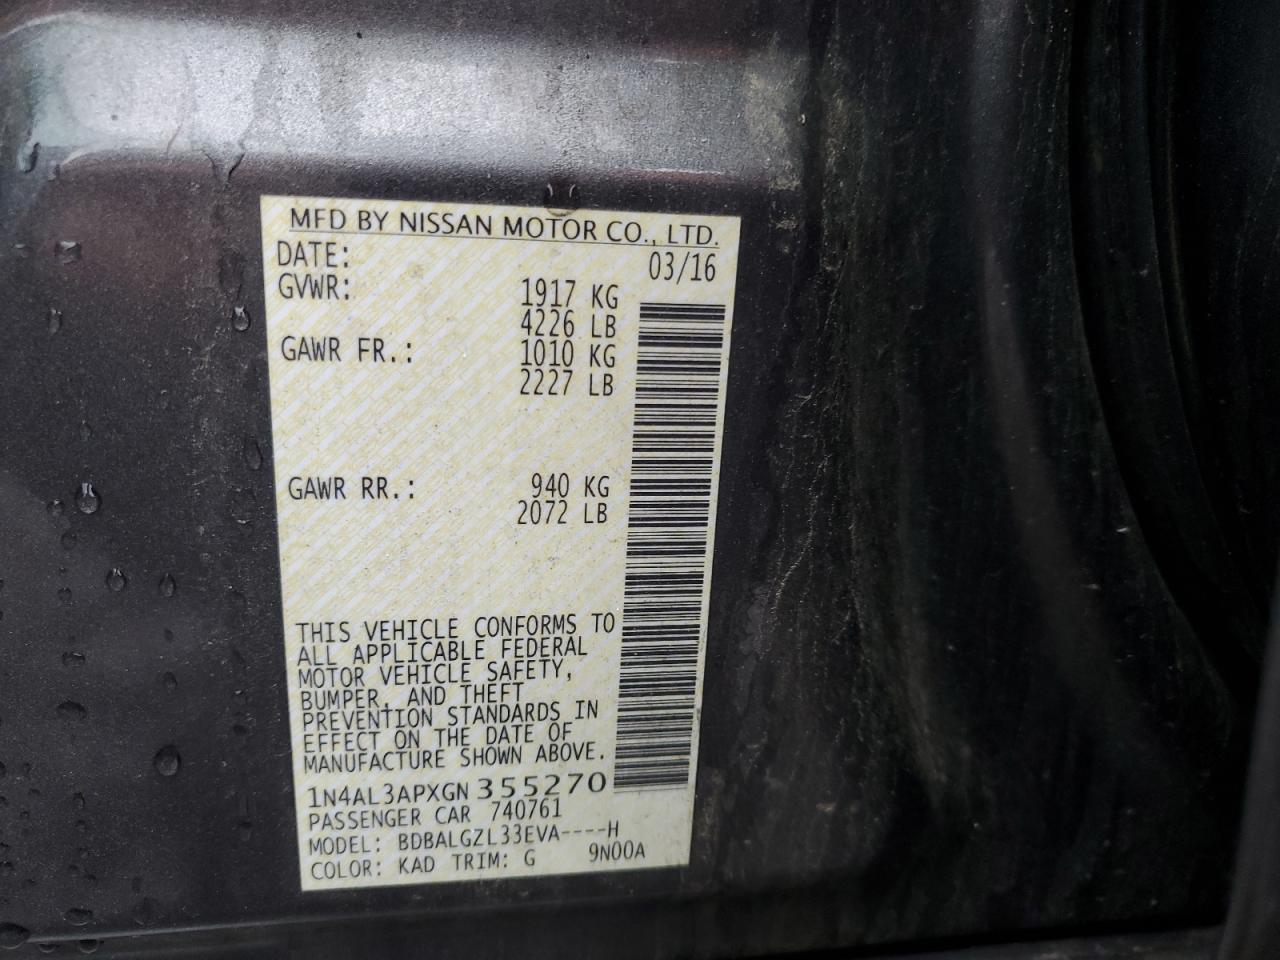 MFD BY NISSAN MOTOR CO., LTD.
DATE: 03/16
GVWR: 1917 KG
4226 LB
GAWR FR.: 1010 KG
2227 LB
GAWR RR.: 940 KG
2072 LB
THIS VEHICLE CONFORMS TO
ALL APPLICABLE FEDERAL
MOTOR VEHICLE SAFETY,
BUMPER, AND THEFT
PREVENTION STANDARDS IN
EFFECT ON THE DATE OF
MANUFACTURE SHOWN ABOVE.
1N4AL3APXGN 355270
PASSENGER CAR 740761
MODEL: BDBALGZL33EVA----H
COLOR: KAD TRIM: G 9N00A